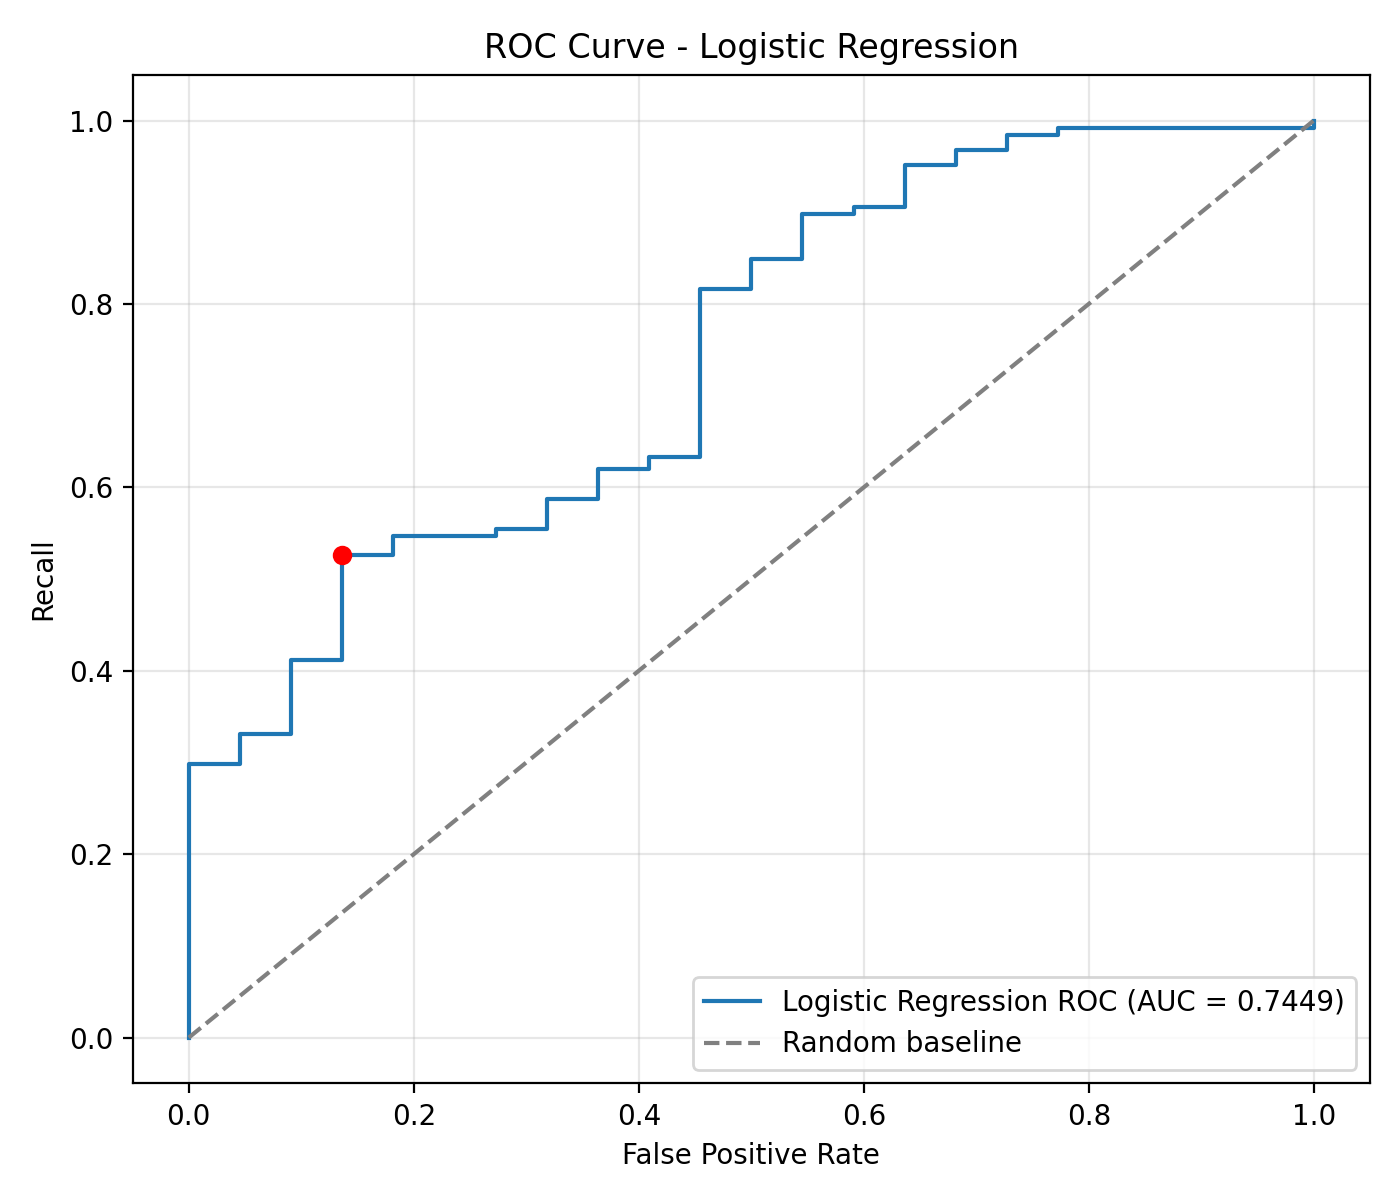 ROC Curve - Logistic Regression
1.0
0.8
0.6
0.4
0.2
0.0
Recall
Logistic Regression ROC (AUC = 0.7449)
Random baseline
0.0 0.2 0.4 0.6 0.8 1.0
False Positive Rate